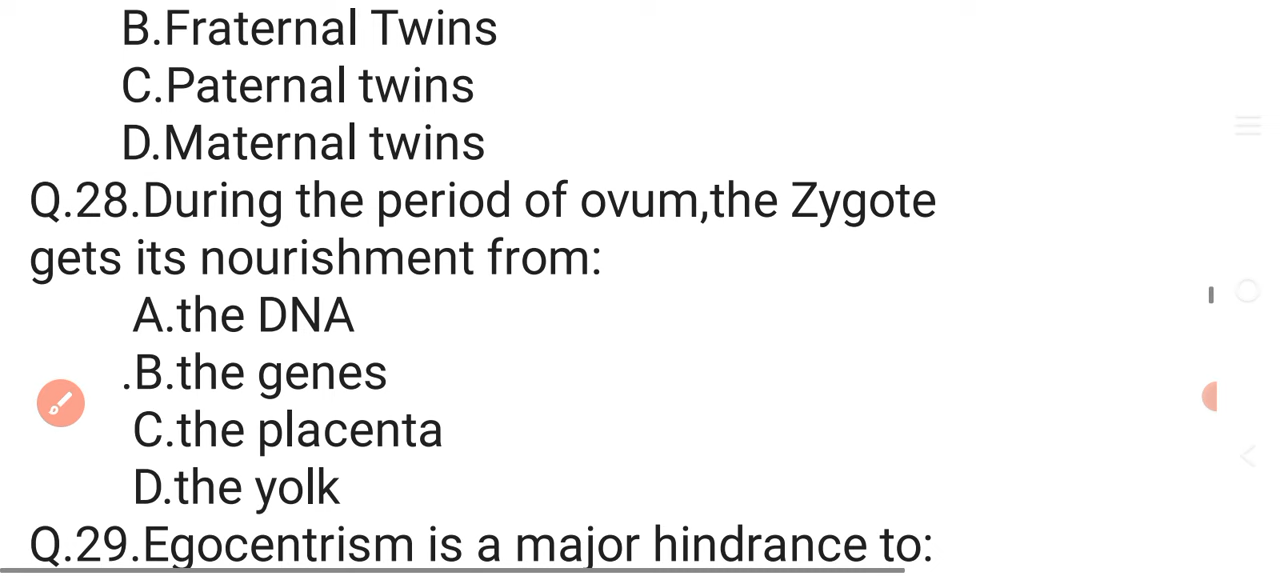 B.Fraternal Twins
C.Paternal twins
D.Maternal twins
Q.28.During the period of ovum,the Zygote
gets its nourishment from:
A.the DNA
.B.the genes
C.the placenta
D.the yolk
Q.29.Egocentrism is a major hindrance to: